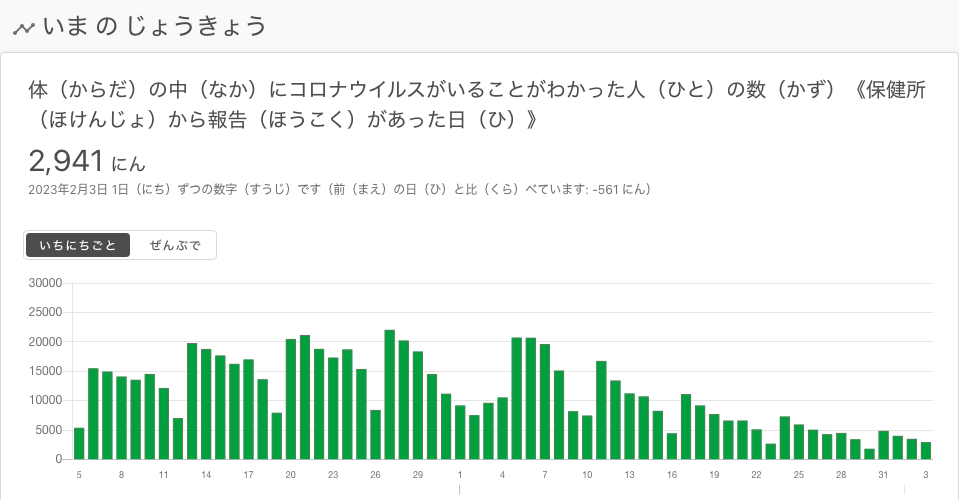 いま の じょうきょう
体（からだ）の中（なか）にコロナウイルスがいることがわかった人（ひと）の数（かず）《保健所
（ほけんじょ）から報告（ほうこく）があった日（ひ）》
2,941 にん
2023年2月3日 1日（にち）ずつの数字（すうじ）です（前（まえ）の日（ひ）と比（くら）べています: -561 にん）
いちにちごと ぜんぶで
30000
25000
20000
15000
10000
5000
0
5 8 11 14 17 20 23 26 29 1 4 7 10 13 16 19 22 25 28 31 3